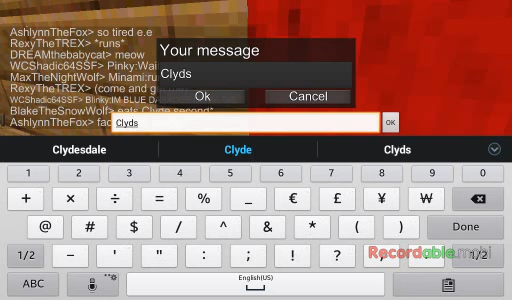 AshlynnTheFox> so tired e.e
RexyTheTREX> *runs*
DREAMthebabycat> meow
WCShadic64SSF> Pinky:Wai
MaxTheNightWolf> Minami:ru
RexyTheTREX> (come and g
WCShadic64SSF> Blinky:IM BLUE DA
BlakeTheSnowWolf> eats Clyde second*
AshlynnTheFox> fac
Your message
Clyds
Ok Cancel
Clyds OK
Clydesdale Clyde Clyds
1 2 3 4 5 6 7 8 9 0
+ × ÷ = % _ € £ ¥ ₩
@ # $ / ^ & * ( ) Done
1/2 - ' " : ; ! ? , . 1/2
ABC English(US)
Recordable.mobi